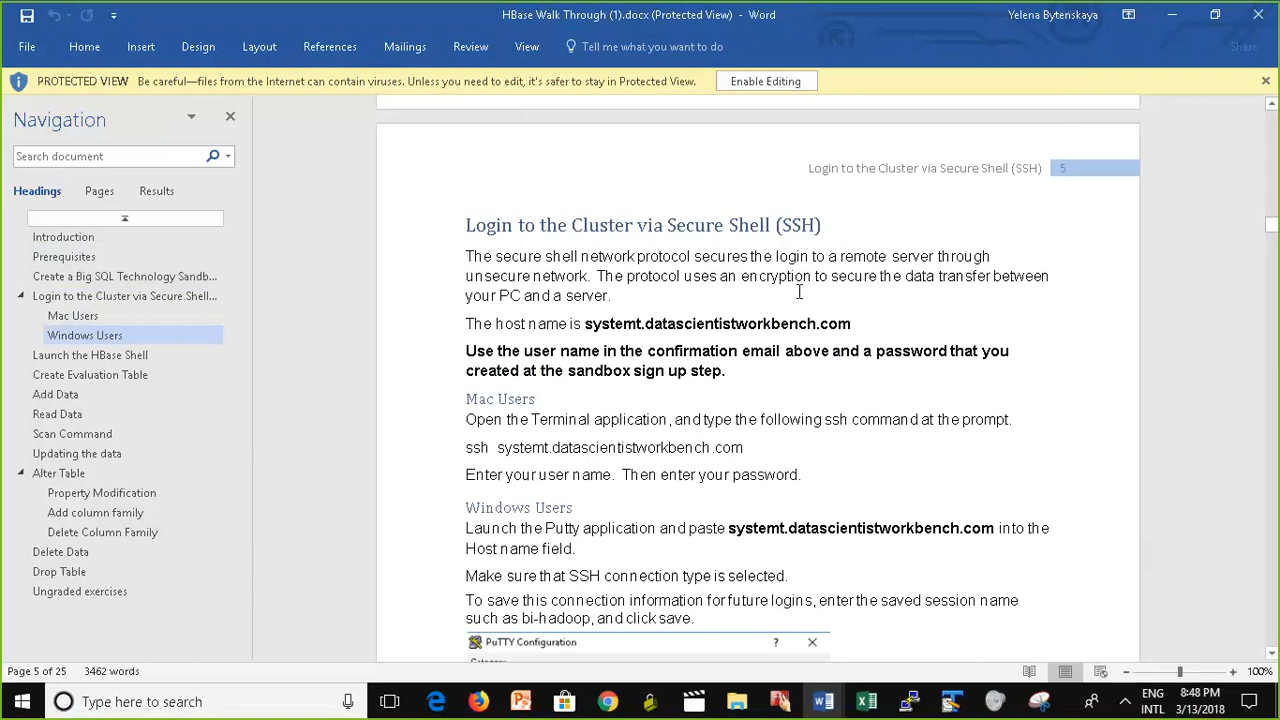 HBase Walk Through (1).docx (Protected View) - Word
Yelena Bytenskaya
File
Home
Insert
Design
Layout
References
Mailings
Review
View
Tell me what you want to do
Share
PROTECTED VIEW
Be careful—files from the Internet can contain viruses. Unless you need to edit, it's safer to stay in Protected View.
Enable Editing
Navigation
Search document
Headings
Pages
Results
Introduction
Prerequisites
Create a Big SQL Technology Sandb...
Login to the Cluster via Secure Shell...
Mac Users
Windows Users
Launch the HBase Shell
Create Evaluation Table
Add Data
Read Data
Scan Command
Updating the data
Alter Table
Property Modification
Add column family
Delete Column Family
Delete Data
Drop Table
Ungraded exercises
Login to the Cluster via Secure Shell (SSH)
5
Login to the Cluster via Secure Shell (SSH)
The secure shell network protocol secures the login to a remote server through
unsecure network. The protocol uses an encryption to secure the data transfer between
your PC and a server.
The host name is systemt.datascientistworkbench.com
Use the user name in the confirmation email above and a password that you
created at the sandbox sign up step.
Mac Users
Open the Terminal application, and type the following ssh command at the prompt.
ssh systemt.datascientistworkbench.com
Enter your user name. Then enter your password.
Windows Users
Launch the Putty application and paste systemt.datascientistworkbench.com into the
Host name field.
Make sure that SSH connection type is selected.
To save this connection information for future logins, enter the saved session name
such as bi-hadoop, and click save.
PuTTY Configuration
?
Page 5 of 25
3462 words
100%
Type here to search
ENG
INTL
8:48 PM
3/13/2018